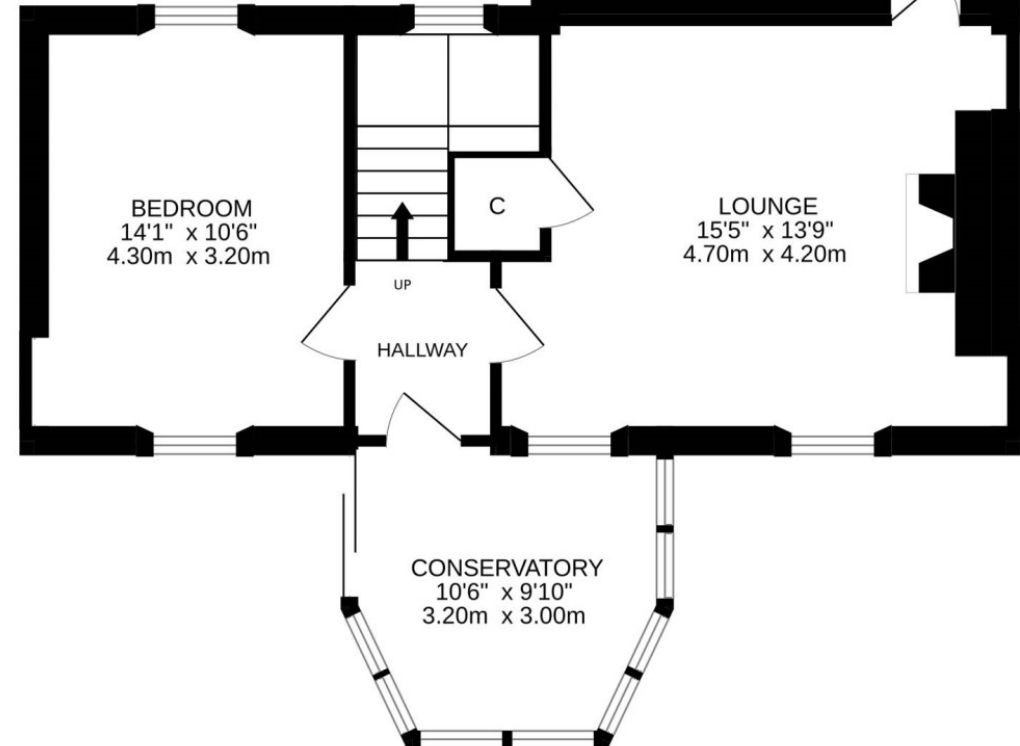 BEDROOM
14'1" x 10'6"
4.30m x 3.20m
C
LOUNGE
15'5" x 13'9"
4.70m x 4.20m
UP
HALLWAY
CONSERVATORY
10'6" x 9'10"
3.20m x 3.00m